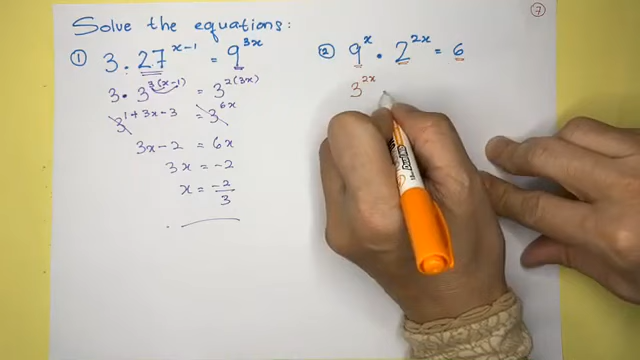 Solve the equations:
7
① 3 . 27^{x-1} = 9^{3x}
3 • 3^{3(x-1)} = 3^{2(3x)}
3^{1+3x-3} = 3^{6x}
3x-2 = 6x
3x = -2
x = -2/3
② 9^x • 2^{2x} = 6
3^{2x}